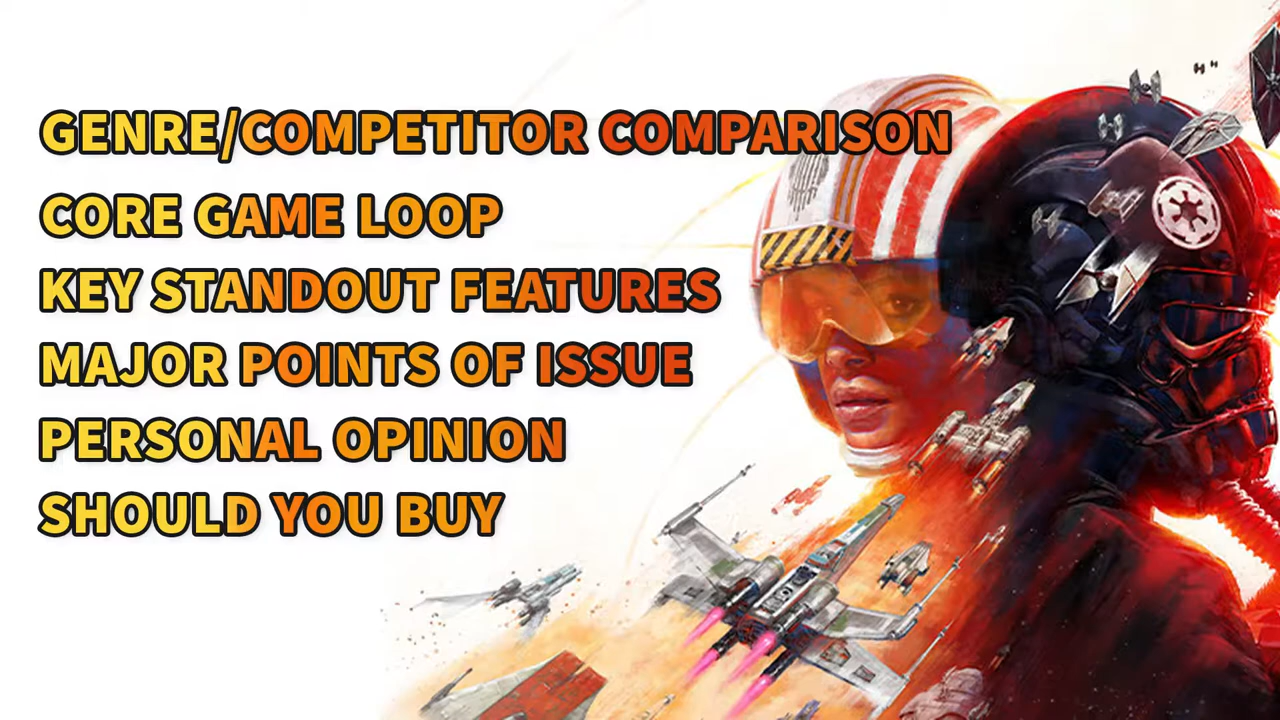 GENRE/COMPETITOR COMPARISON
CORE GAME LOOP
KEY STANDOUT FEATURES
MAJOR POINTS OF ISSUE
PERSONAL OPINION
SHOULD YOU BUY